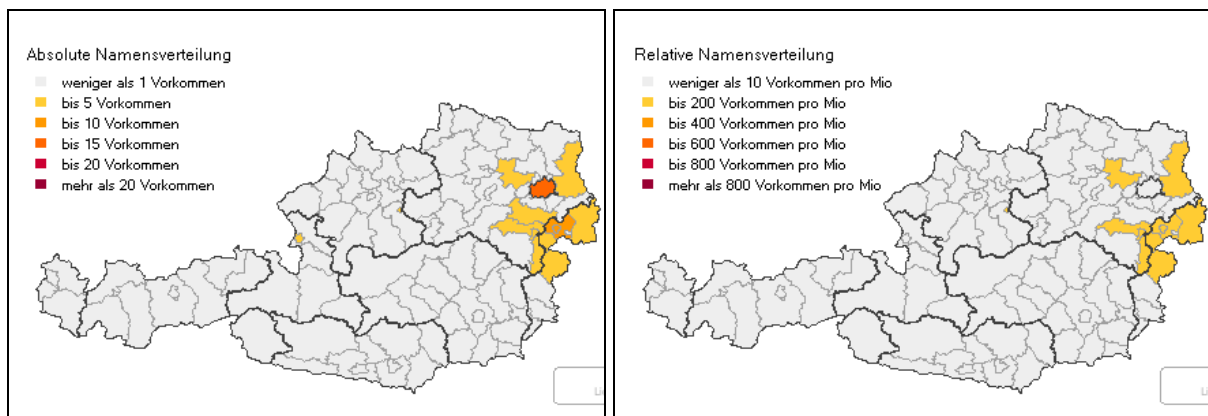 Absolute Namensverteilung
weniger als 1 Vorkommen
bis 5 Vorkommen
bis 10 Vorkommen
bis 15 Vorkommen
bis 20 Vorkommen
mehr als 20 Vorkommen
Relative Namensverteilung
weniger als 10 Vorkommen pro Mio
bis 200 Vorkommen pro Mio
bis 400 Vorkommen pro Mio
bis 600 Vorkommen pro Mio
bis 800 Vorkommen pro Mio
mehr als 800 Vorkommen pro Mio